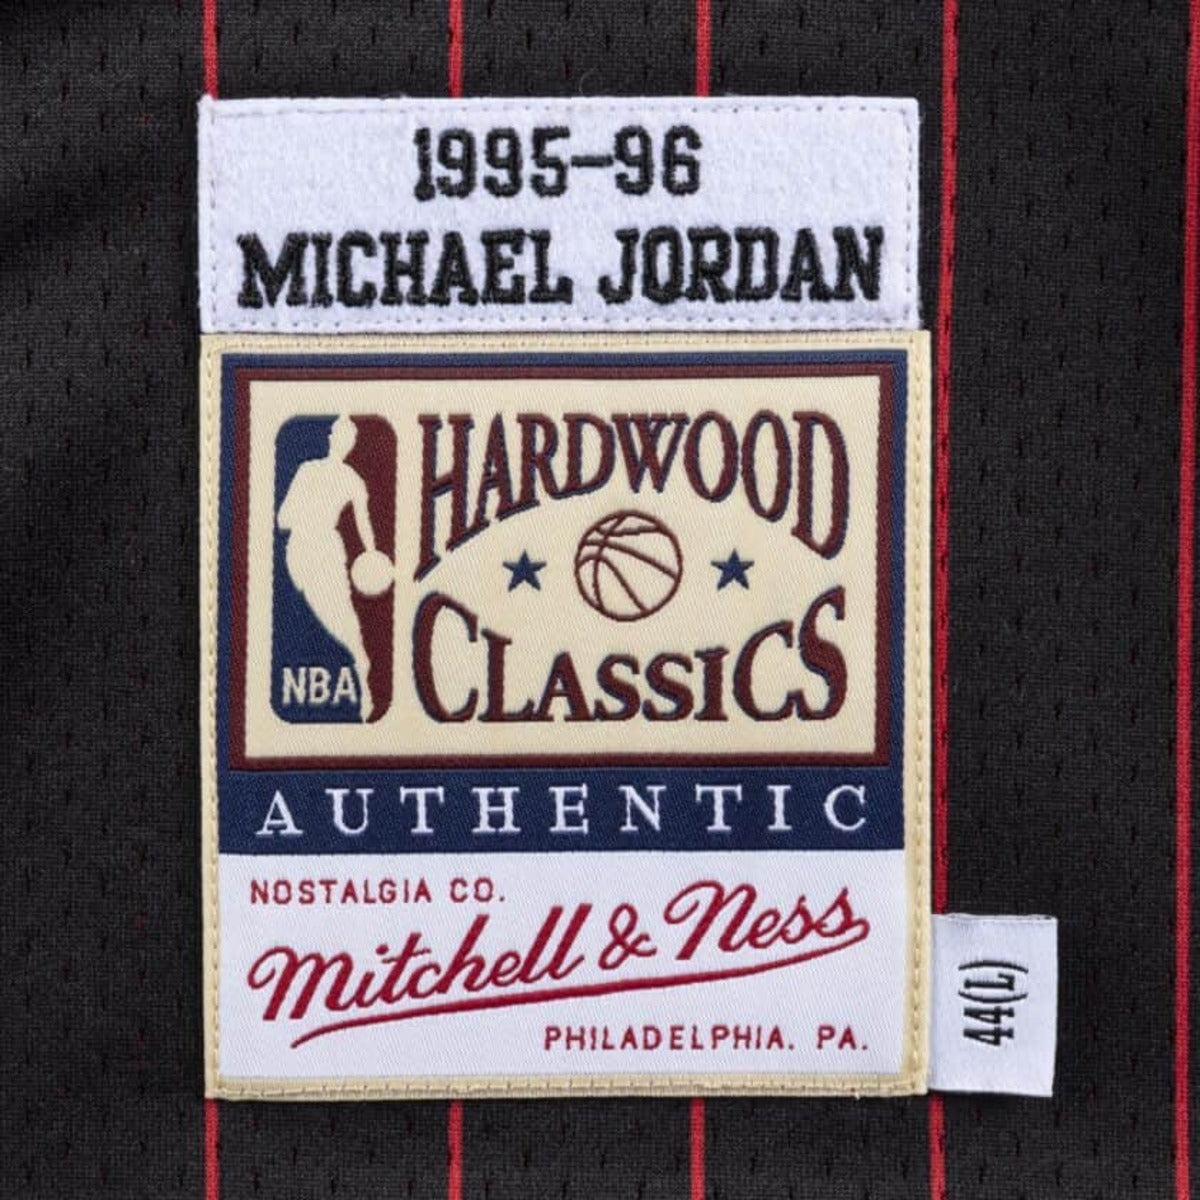 1995-96
MICHAEL JORDAN
HARDWOOD
CLASSICS
NBA
AUTHENTIC
NOSTALGIA CO.
Mitchell & Ness
PHILADELPHIA. PA.
44(L)